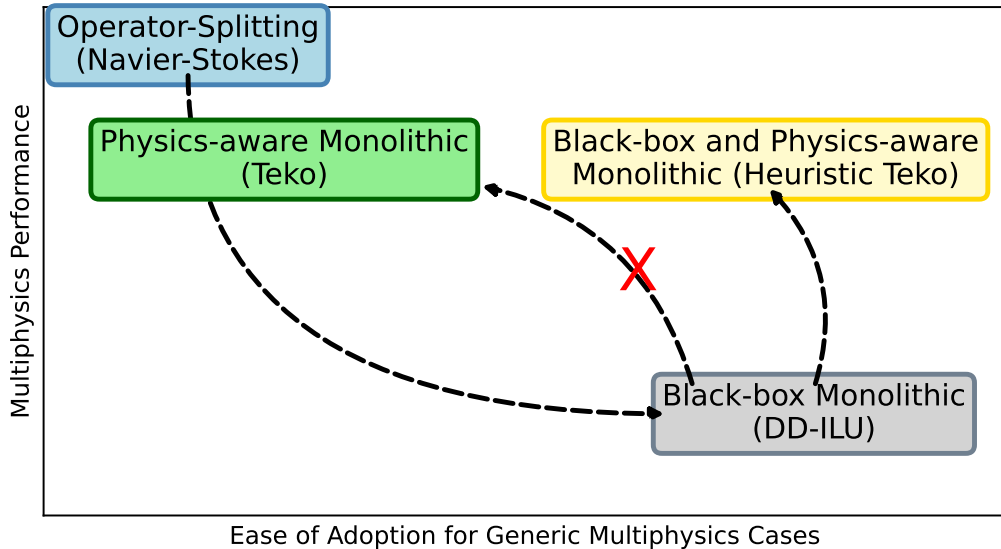 Operator-Splitting
(Navier-Stokes)
Physics-aware Monolithic
(Teko)
Black-box and Physics-aware
Monolithic (Heuristic Teko)
X
Black-box Monolithic
(DD-ILU)
Multiphysics Performance
Ease of Adoption for Generic Multiphysics Cases